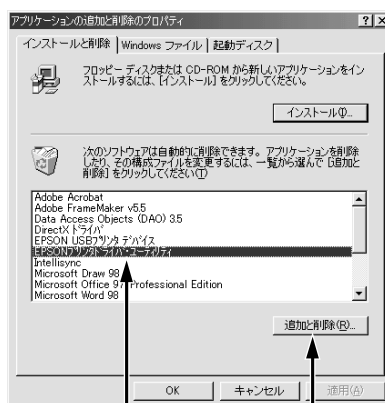 アプリケーションの追加と削除のプロパティ
? ×
インストールと削除 Windows ファイル 起動ディスク
フロッピー ディスクまたは CD-ROM から新しいアプリケーションをイン
ストールするには、[インストール] をクリックしてください。
インストール(I)...
次のソフトウェアは自動的に削除できます。アプリケーションを削除
したり、その構成ファイルを変更するには、一覧から選んで [追加と
削除] をクリックしてください(T)
Adobe Acrobat
Adobe FrameMaker v5.5
Data Access Objects (DAO) 3.5
DirectX ドライバ
EPSON USBプリンタ デバイス
EPSONプリンタドライバ・ユーティリティ
Intellisync
Microsoft Draw 98
Microsoft Office 97 Professional Edition
Microsoft Word 98
追加と削除(R)...
OK キャンセル 適用(A)